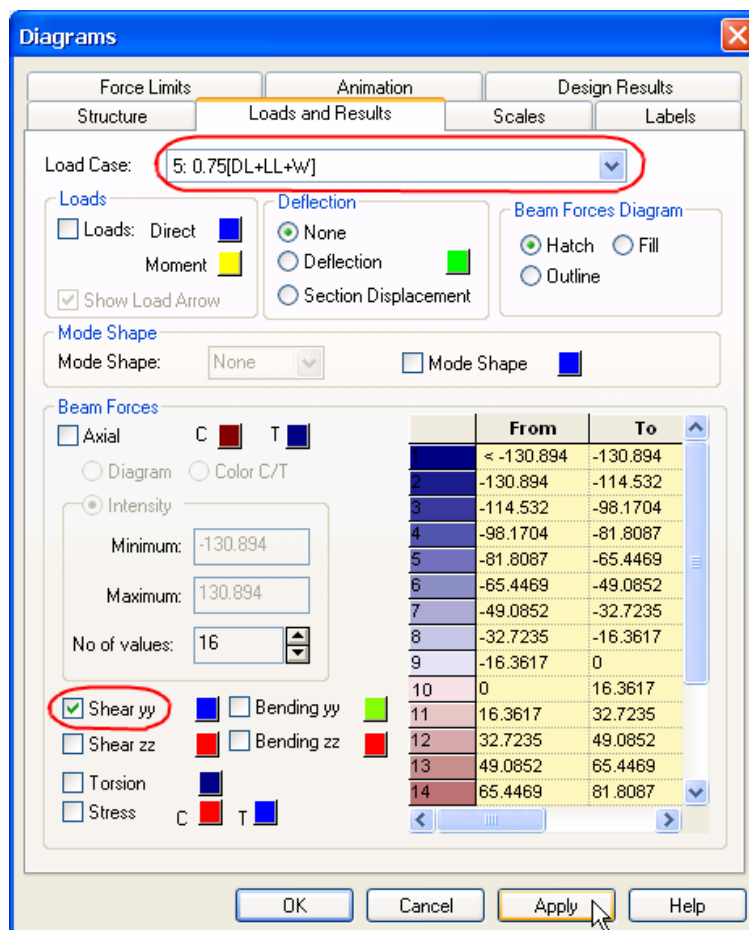 Diagrams
Force Limits Animation Design Results
Structure Loads and Results Scales Labels
Load Case: 5: 0.75[DL+LL+W]
Loads Deflection Beam Forces Diagram
Loads: Direct None Hatch Fill
Moment Deflection Outline
Show Load Arrow Section Displacement
Mode Shape
Mode Shape: None Mode Shape
Beam Forces
Axial C T
Diagram Color C/T
Intensity
Minimum: -130.894
Maximum: 130.894
No of values: 16
From To
1 < -130.894 -130.894
2 -130.894 -114.532
3 -114.532 -98.1704
4 -98.1704 -81.8087
5 -81.8087 -65.4469
6 -65.4469 -49.0852
7 -49.0852 -32.7235
8 -32.7235 -16.3617
9 -16.3617 0
10 0 16.3617
11 16.3617 32.7235
12 32.7235 49.0852
13 49.0852 65.4469
14 65.4469 81.8087
Shear yy Bending yy
Shear zz Bending zz
Torsion
Stress C T
OK Cancel Apply Help